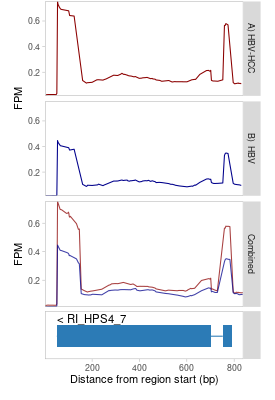 0.6
0.4
0.2
FPM
A) HBV-HCC
0.6
0.4
0.2
B) HBV
0.6
0.4
0.2
FPM
Combined
< RI_HPS4_7
200
400
600
800
Distance from region start (bp)